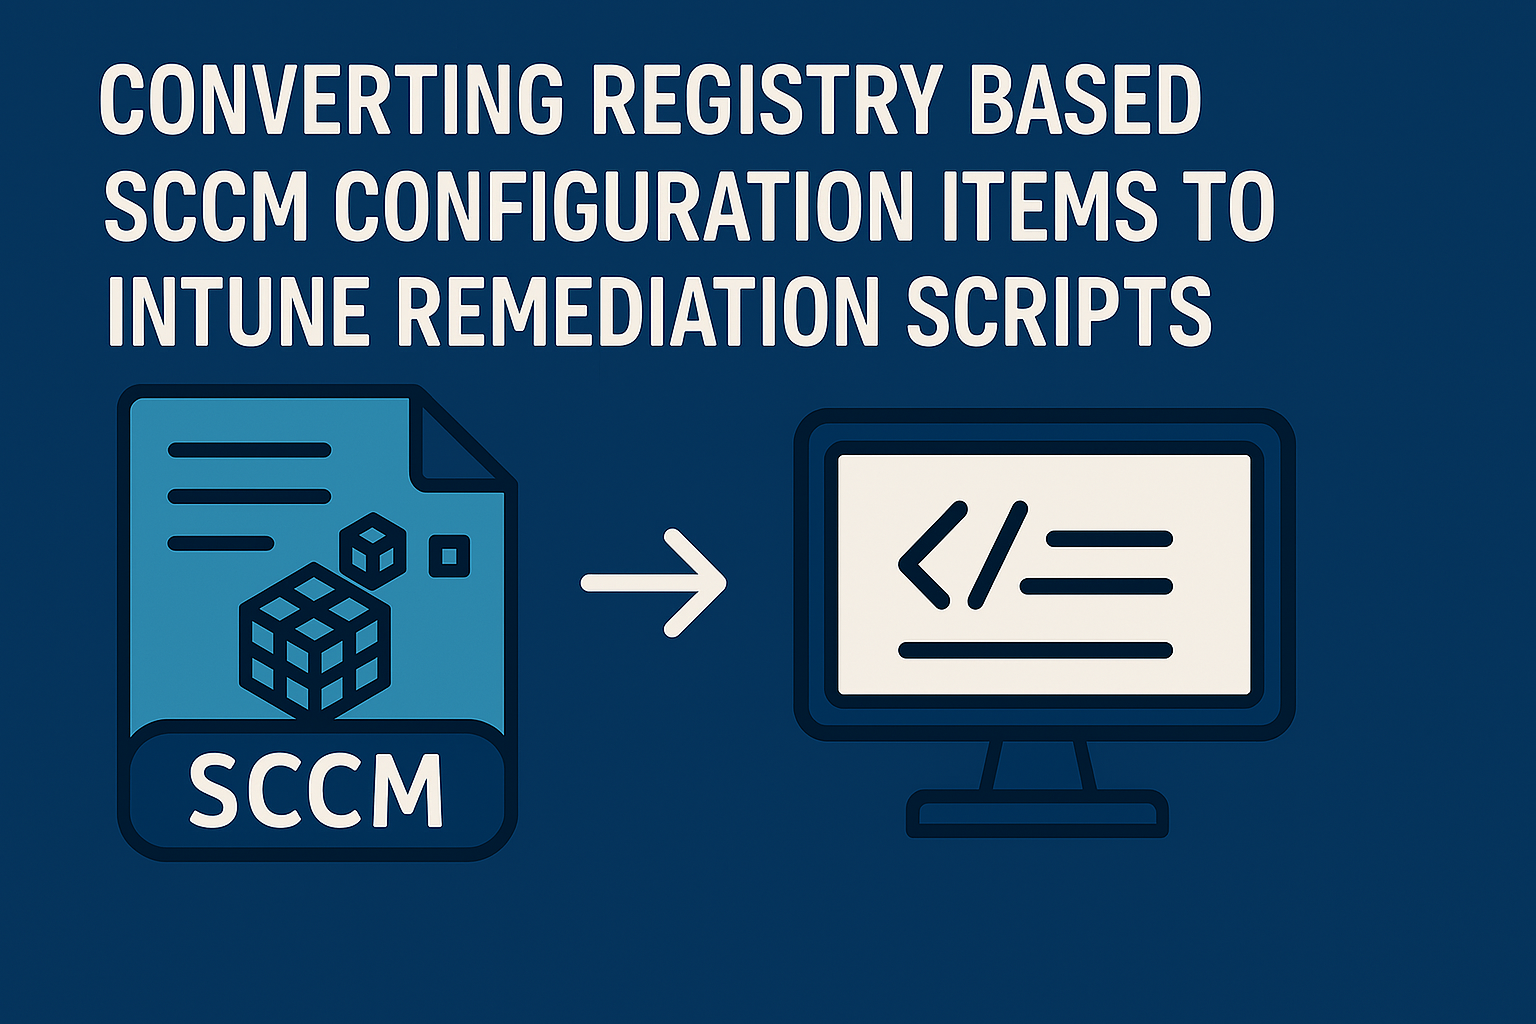 CONVERTING REGISTRY BASED
SCCM CONFIGURATION ITEMS TO
INTUNE REMEDIATION SCRIPTS
</>
SCCM